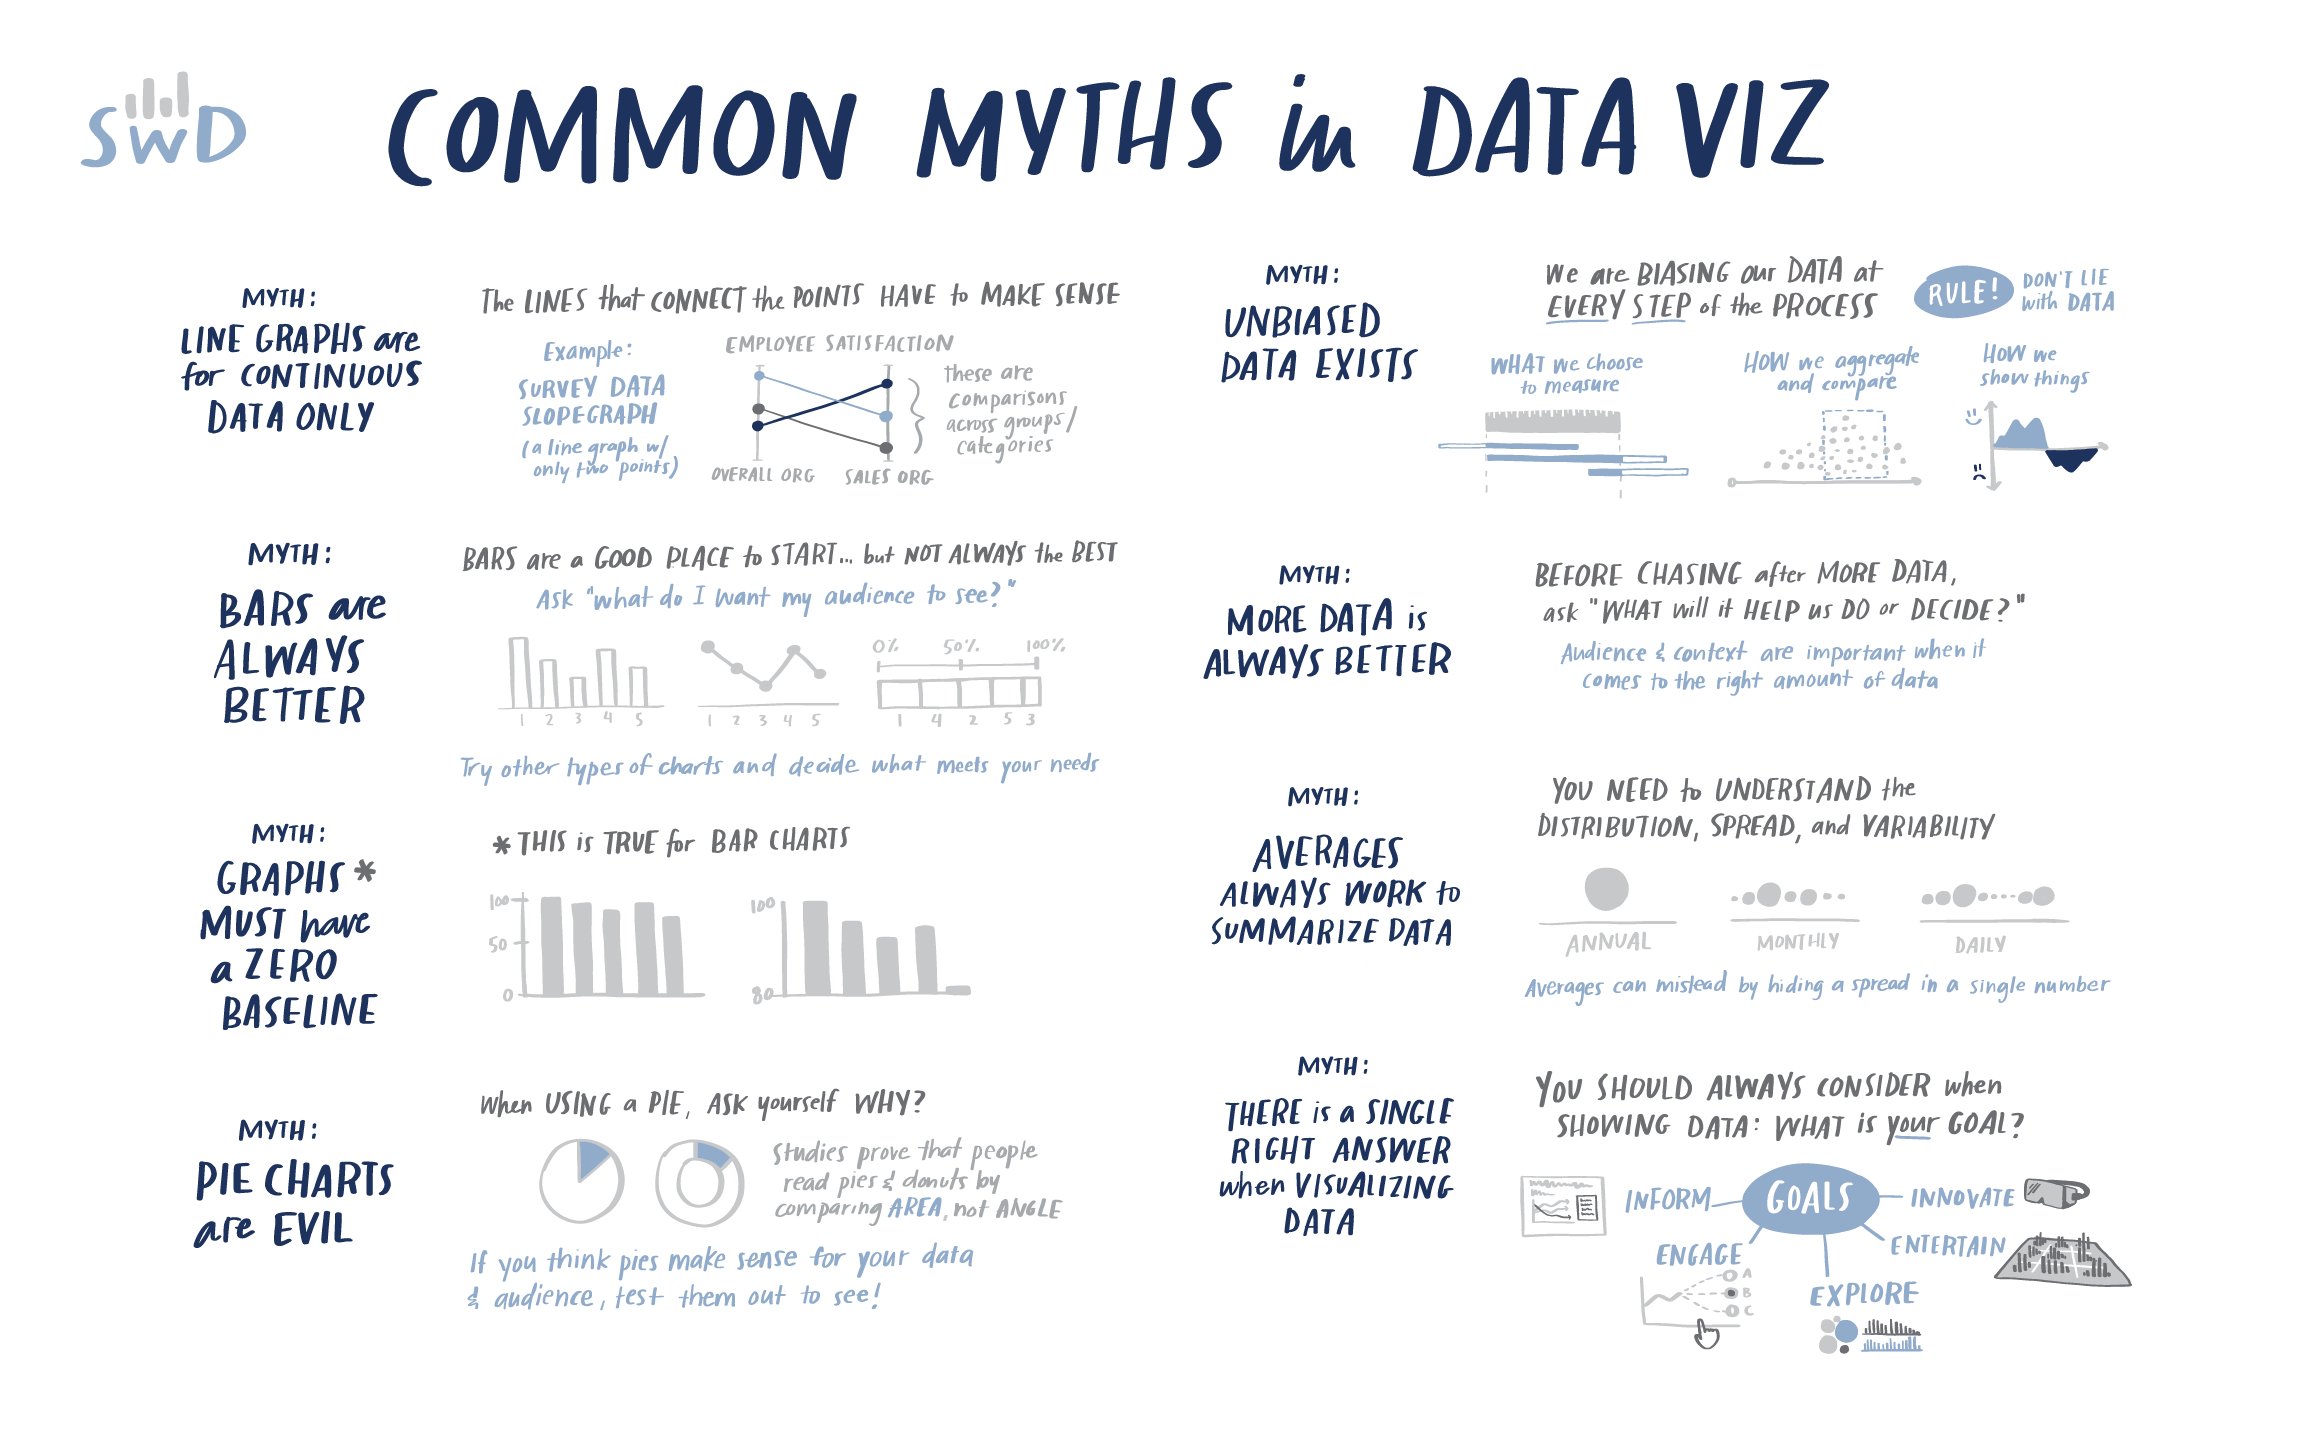 SWD
COMMON MYTHS in DATA VIZ
MYTH:
LINE GRAPHS are
for CONTINUOUS
DATA ONLY
The LINES that CONNECT the POINTS HAVE to MAKE SENSE
Example:
SURVEY DATA
SLOPEGRAPH
(a line graph w/
only two points)
EMPLOYEE SATISFACTION
OVERALL ORG
SALES ORG
these are
comparisons
across groups/
categories
MYTH:
BARS are
ALWAYS
BETTER
BARS are a GOOD PLACE to START... but NOT ALWAYS the BEST
Ask "what do I want my audience to see?"
1 2 3 4 5
1 2 3 4 5
0% 50% 100%
1 4 2 5 3
Try other types of charts and decide what meets your needs
MYTH:
GRAPHS *
MUST have
a ZERO
BASELINE
* THIS is TRUE for BAR CHARTS
100
50
0
100
80
MYTH:
PIE CHARTS
are EVIL
When USING a PIE, ASK yourself WHY?
Studies prove that people
read pies & donuts by
comparing AREA, not ANGLE
If you think pies make sense for your data
& audience, test them out to see!
MYTH:
UNBIASED
DATA EXISTS
We are BIASING our DATA at
EVERY STEP of the PROCESS
RULE!
DON'T LIE
with DATA
WHAT we choose
to measure
HOW we aggregate
and compare
HOW we
show things
MYTH:
MORE DATA is
ALWAYS BETTER
BEFORE CHASING after MORE DATA,
ask "WHAT will it HELP us DO or DECIDE?"
Audience & context are important when it
comes to the right amount of data
MYTH:
AVERAGES
ALWAYS WORK to
SUMMARIZE DATA
YOU NEED to UNDERSTAND the
DISTRIBUTION, SPREAD, and VARIABILITY
ANNUAL
MONTHLY
DAILY
Averages can mislead by hiding a spread in a single number
MYTH:
THERE is a SINGLE
RIGHT ANSWER
when VISUALIZING
DATA
YOU SHOULD ALWAYS CONSIDER when
SHOWING DATA: WHAT is your GOAL?
GOALS
INFORM
INNOVATE
ENGAGE
ENTERTAIN
EXPLORE
A
B
C